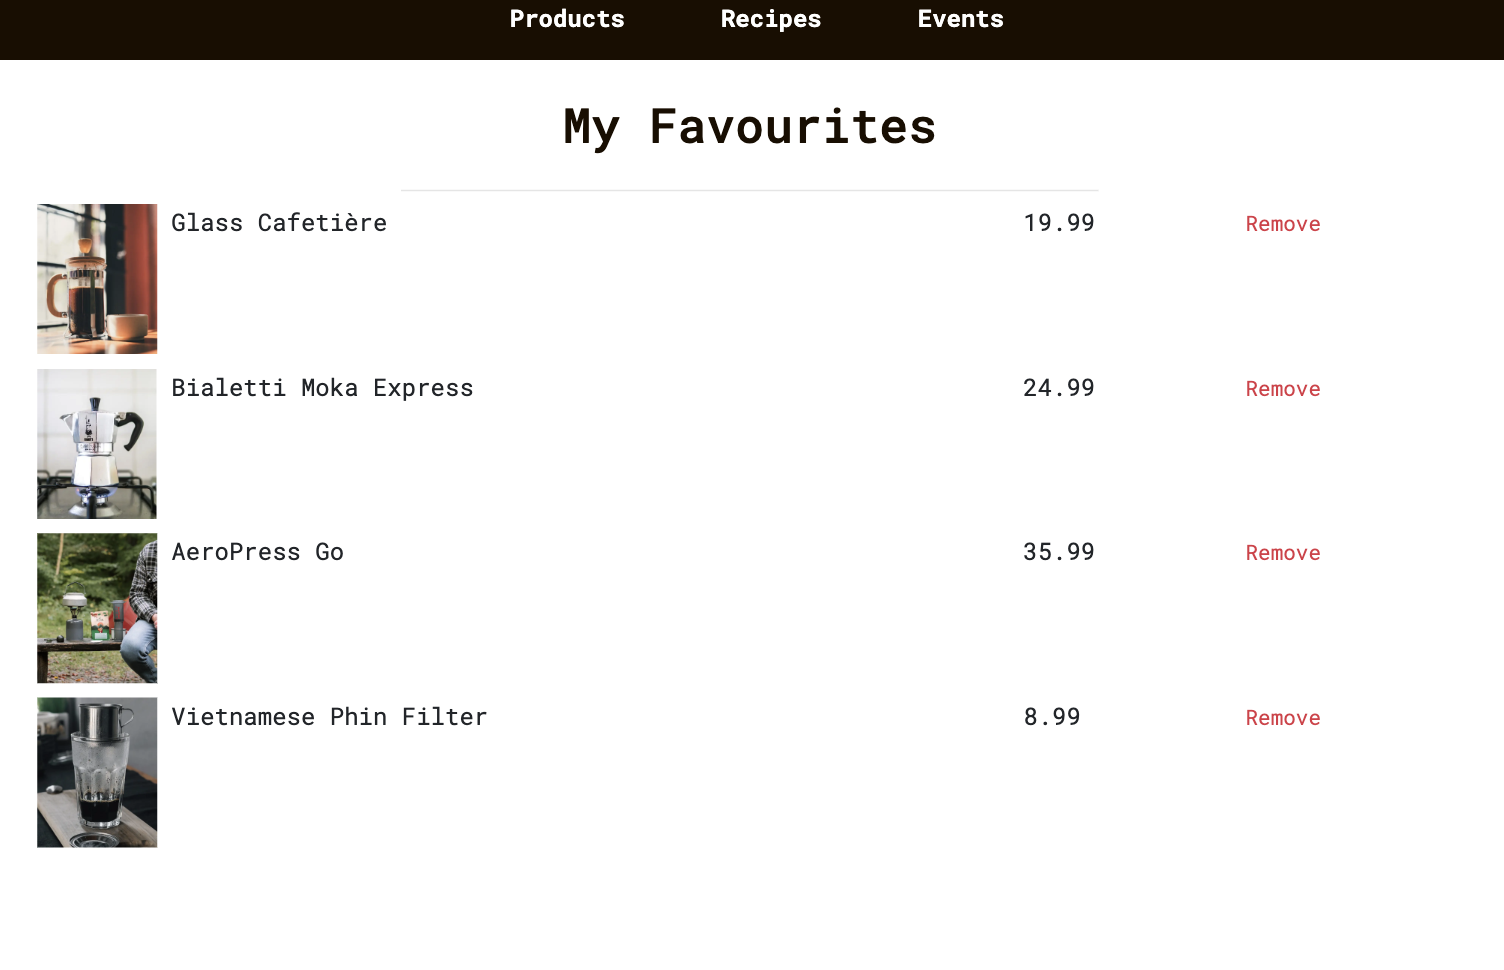 Products Recipes Events
My Favourites
Glass Cafetière 19.99 Remove
Bialetti Moka Express 24.99 Remove
AeroPress Go 35.99 Remove
Vietnamese Phin Filter 8.99 Remove